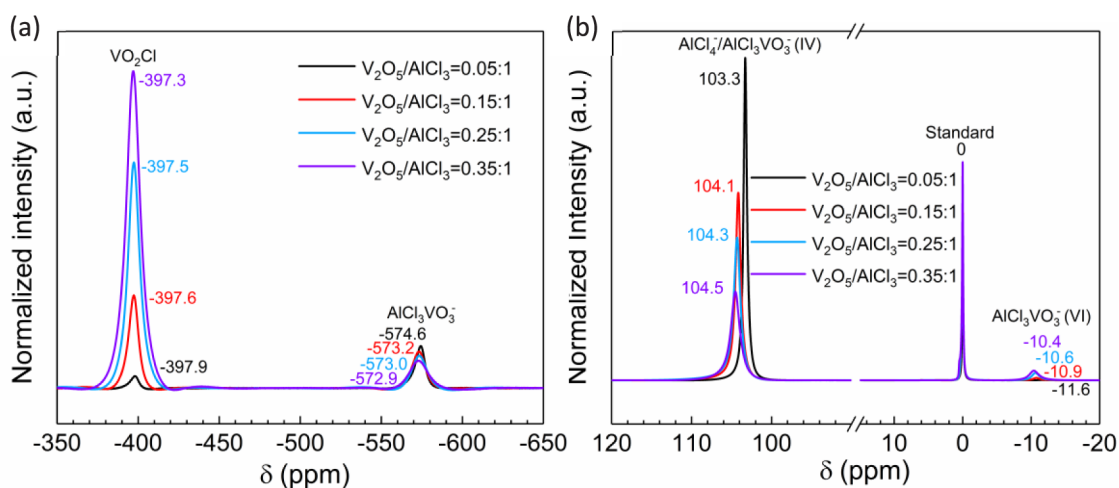 (a)
Normalized Intensity (a.u.)
VO₂Cl
-397.3
-397.5
-397.6
-397.9
V₂O₅/AlCl₃=0.05:1
V₂O₅/AlCl₃=0.15:1
V₂O₅/AlCl₃=0.25:1
V₂O₅/AlCl₃=0.35:1
AlCl₃VO₃⁻
-574.6
-573.2
-573.0
-572.9
-350 -400 -450 -500 -550 -600 -650
δ (ppm)
(b)
Normalized Intensity (a.u.)
AlCl₄⁻/AlCl₃VO₃⁻ (IV)
103.3
104.1
104.3
104.5
Standard
0
V₂O₅/AlCl₃=0.05:1
V₂O₅/AlCl₃=0.15:1
V₂O₅/AlCl₃=0.25:1
V₂O₅/AlCl₃=0.35:1
AlCl₃VO₃⁻ (VI)
-10.4
-10.6
-10.9
-11.6
120 110 100 10 0 -10 -20
δ (ppm)